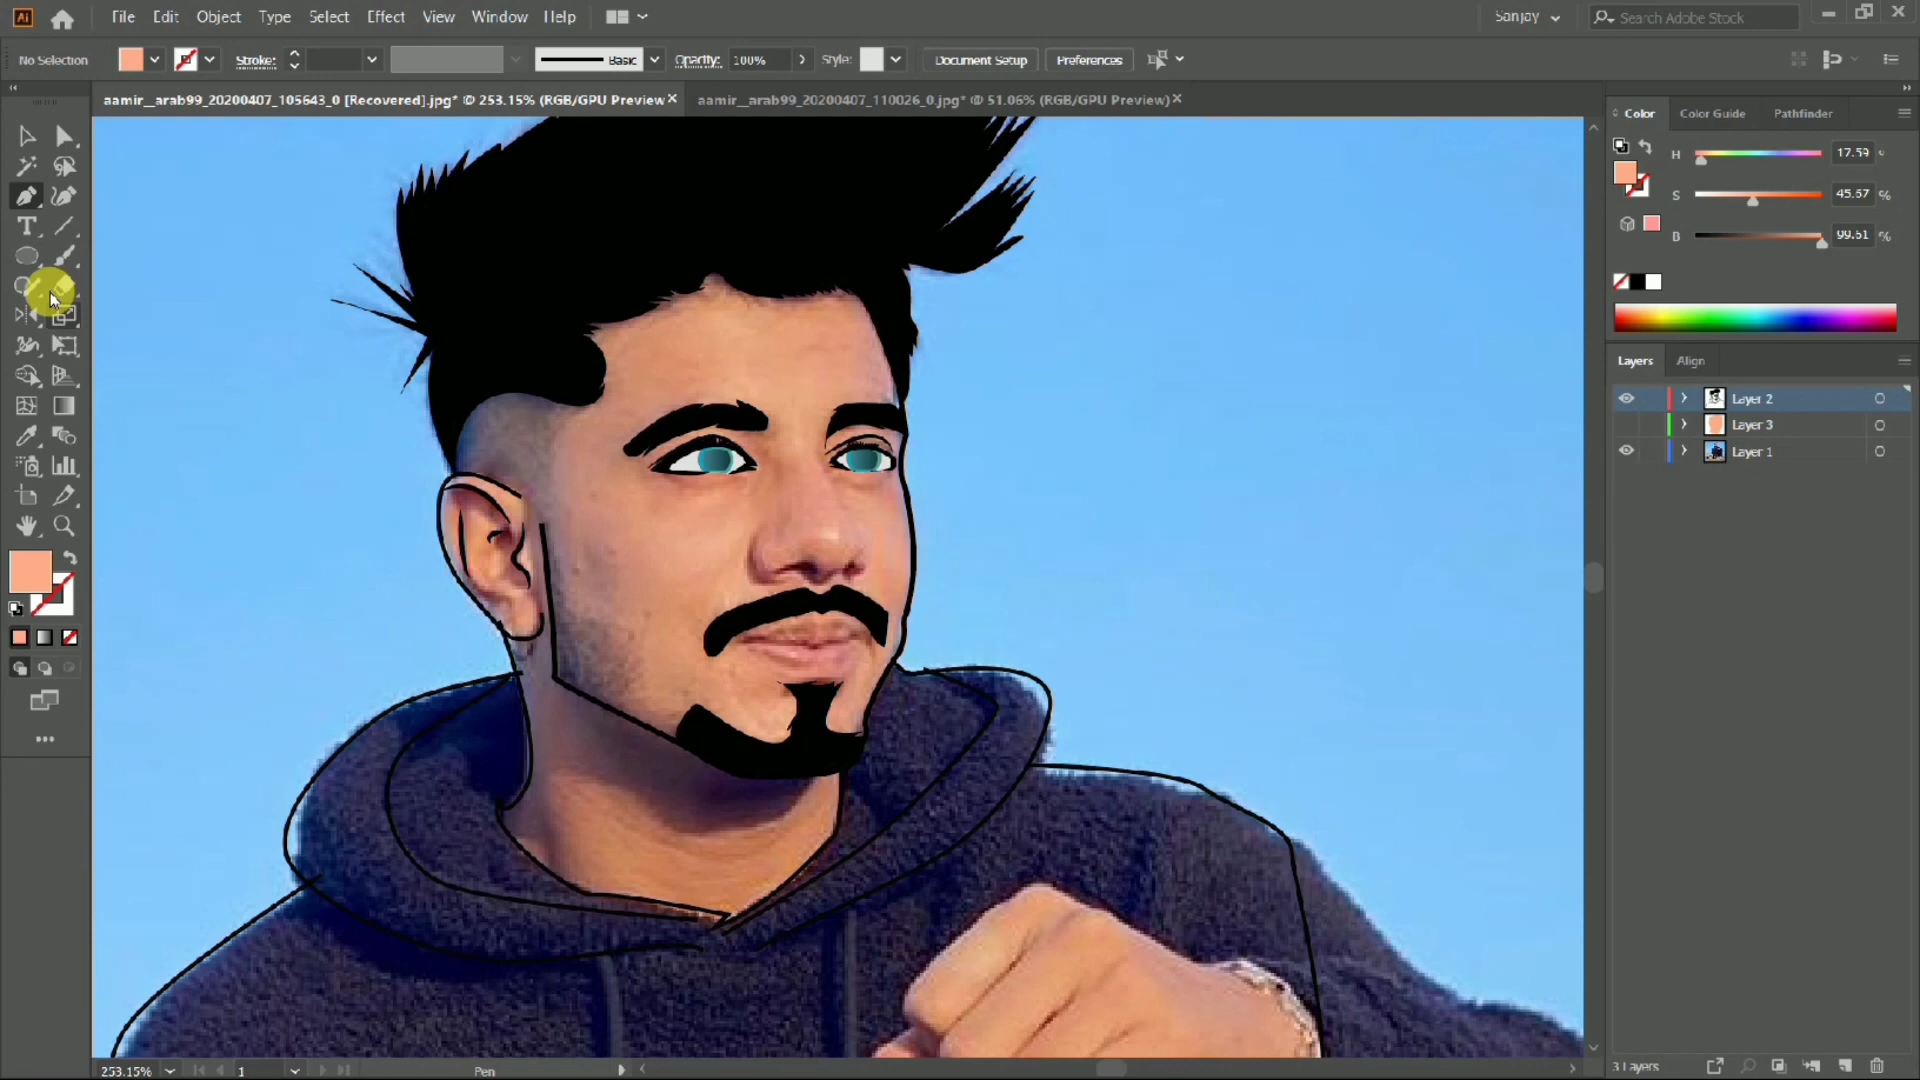 Ai File Edit Object Type Select Effect View Window Help Sanjay Search Adobe Stock
No Selection Stroke: Basic Opacity: 100% Style: Document Setup Preferences
aamir__arab99_20200407_105643_0 [Recovered].jpg* @ 253.15% (RGB/GPU Preview × aamir__arab99_20200407_110026_0.jpg* @ 51.06% (RGB/GPU Preview) ×
Color Color Guide Pathfinder
H 17.59 °
S 45.67 %
B 99.61 %
Layers Align
Layer 2
Layer 3
Layer 1
253.15% 1 Pen 3 Layers